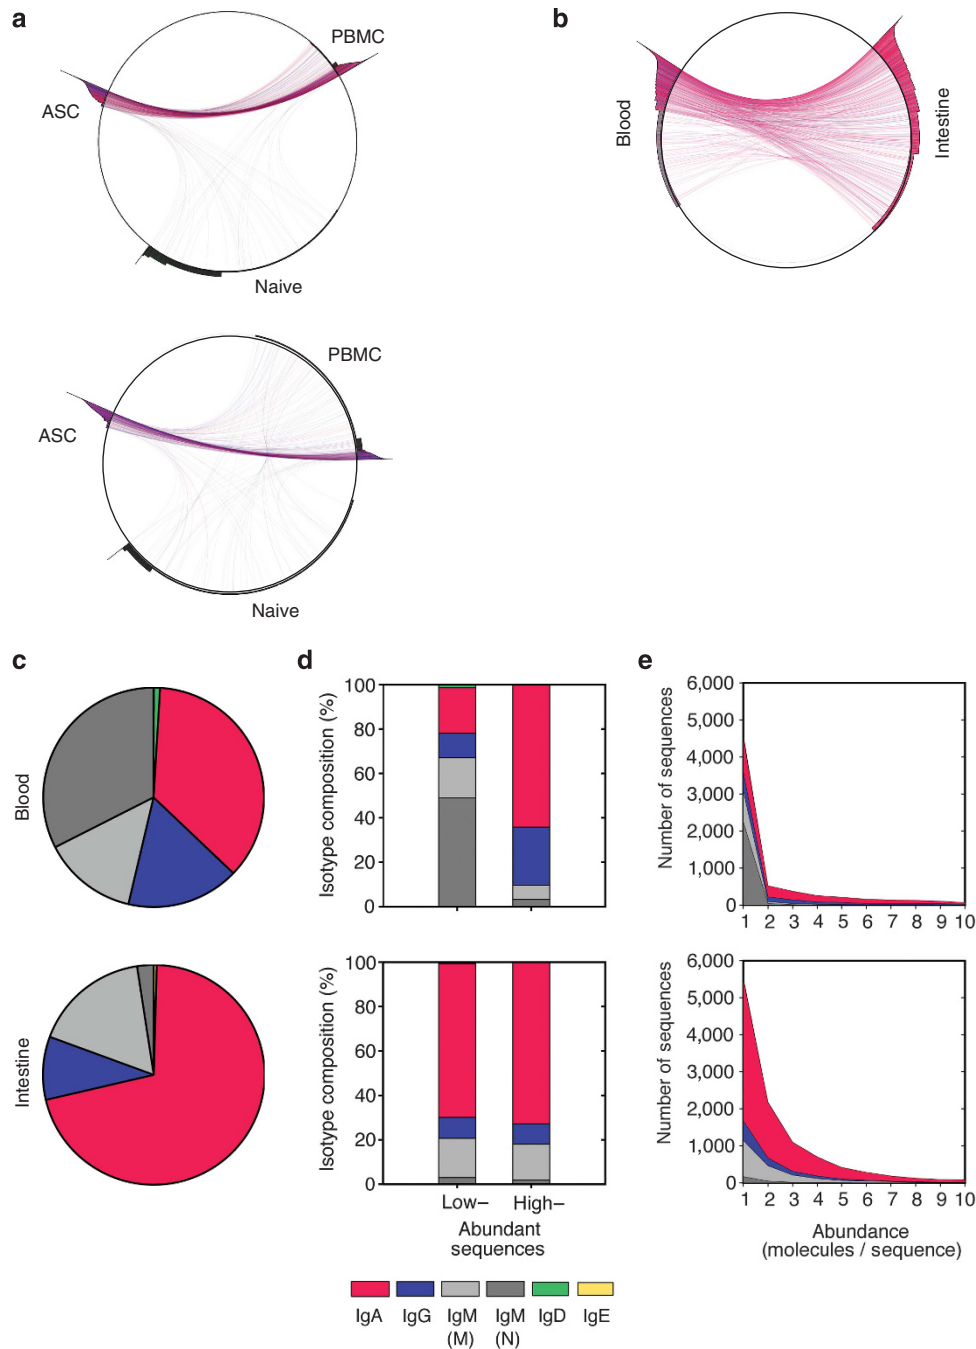 a
PBMC
ASC
Naive
b
Blood
Intestine
PBMC
ASC
Naive
c
Blood
Intestine
d
Isotype composition (%)
100
80
60
40
20
0
Isotype composition (%)
100
80
60
40
20
0
Low– High–
Abundant
sequences
e
Number of sequences
6,000
5,000
4,000
3,000
2,000
1,000
0
1 2 3 4 5 6 7 8 9 10
Number of sequences
6,000
5,000
4,000
3,000
2,000
1,000
0
1 2 3 4 5 6 7 8 9 10
Abundance
(molecules / sequence)
IgA IgG IgM IgM IgD IgE
(M) (N)